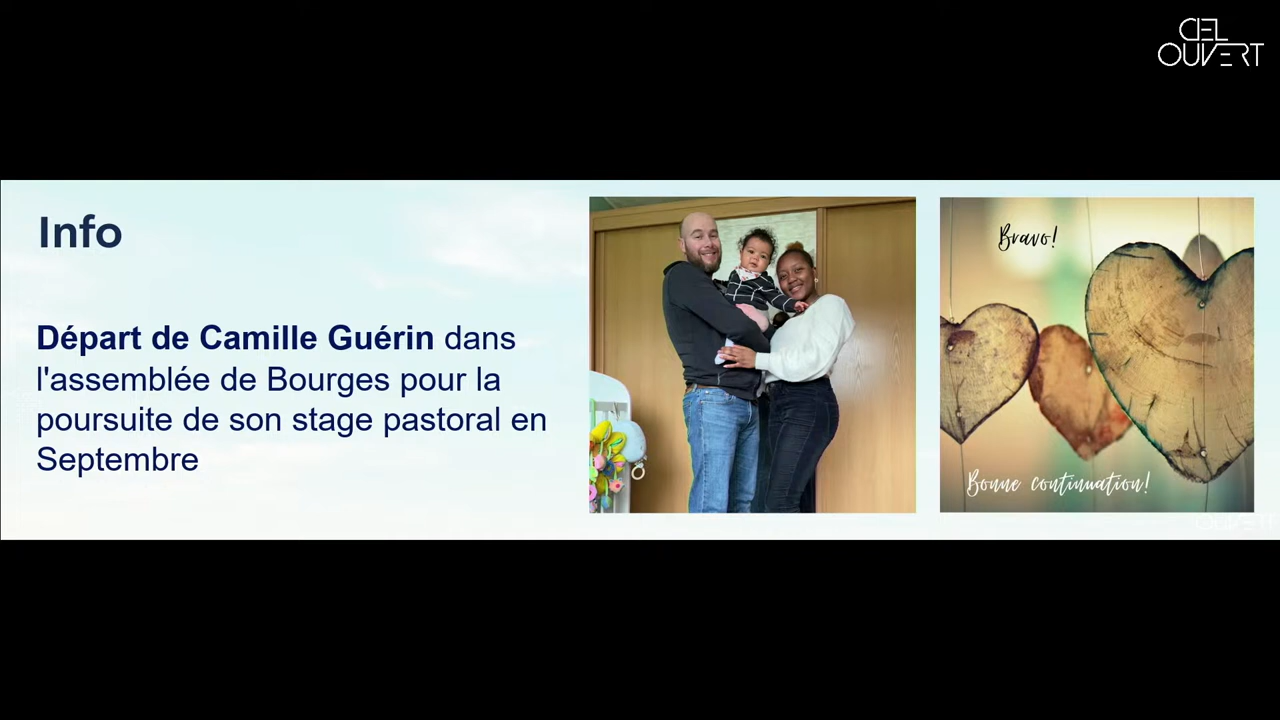 CIEL
OUVERT
Info
Départ de Camille Guérin dans
l'assemblée de Bourges pour la
poursuite de son stage pastoral en
Septembre
Bravo!
Bonne continuation!
OUVERT